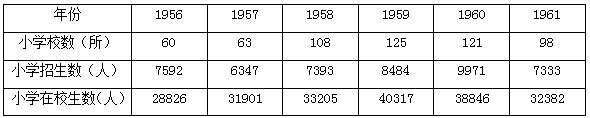 年份 1956 1957 1958 1959 1960 1961
小学校数（所） 60 63 108 125 121 98
小学招生数（人） 7592 6347 7393 8484 9971 7333
小学在校生数(人) 28826 31901 33205 40317 38846 32382